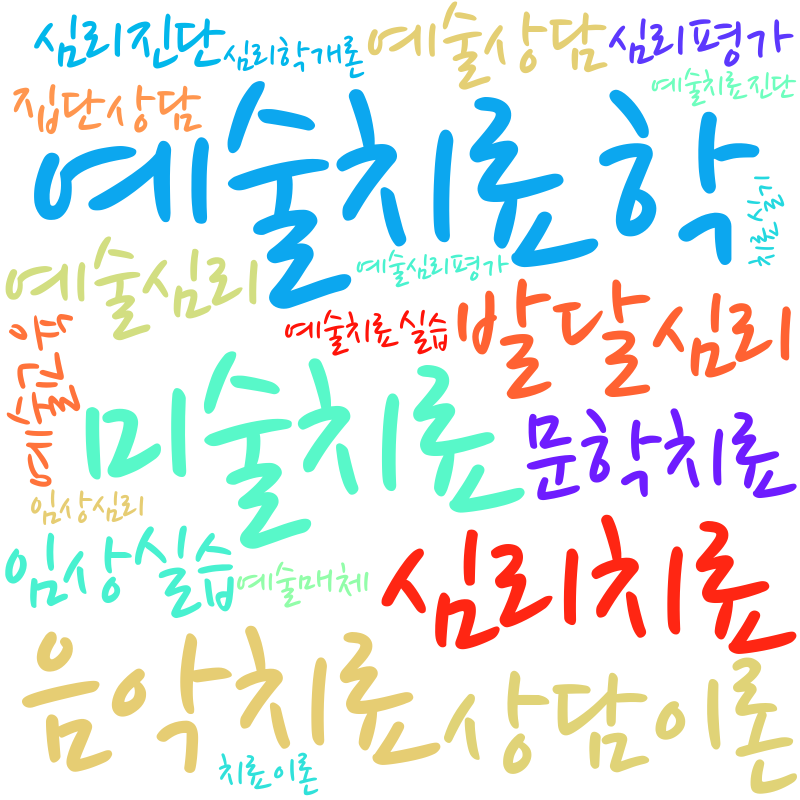 심리진단
심리학개론
예술상담
심리평가
예술치료진단
집단상담
예술치료학
치료실기
예술심리
예술심리평가
예술치료실습
발달심리
예술교육
미술치료
문학치료
임상심리
임상실습
예술매체
심리치료
음악치료
상담이론
치료이론